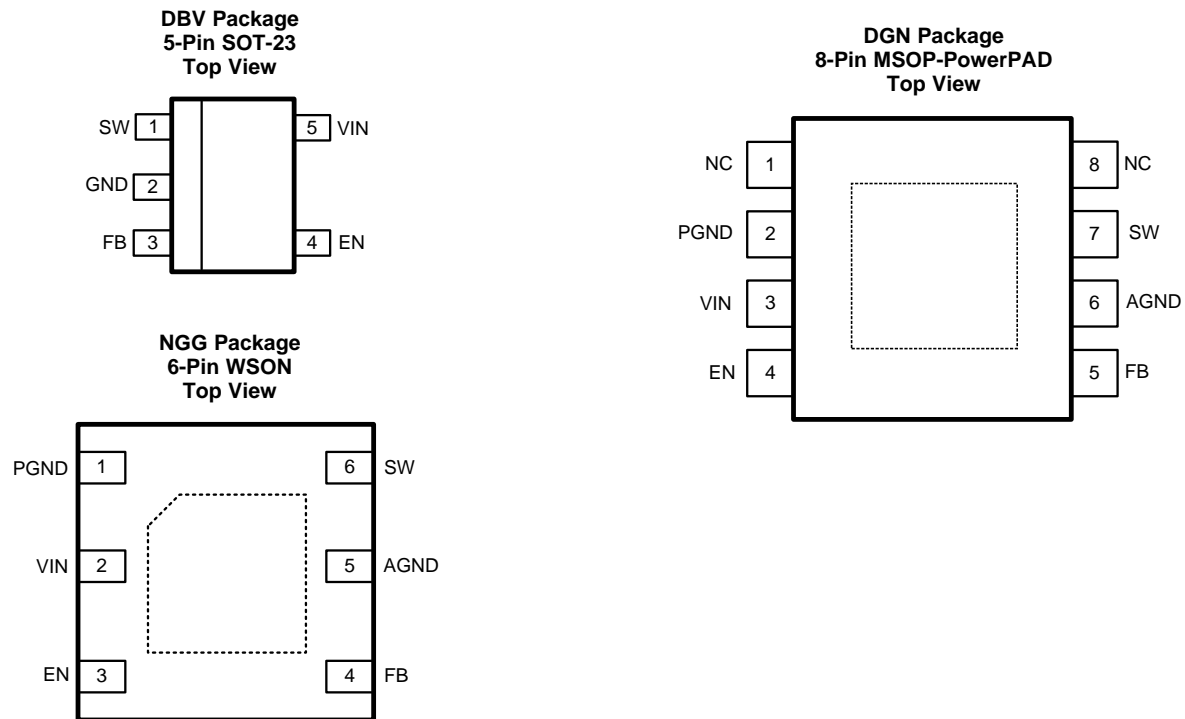 DBV Package
5-Pin SOT-23
Top View
SW 1
5 VIN
GND 2
FB 3
4 EN
NGG Package
6-Pin WSON
Top View
PGND 1
6 SW
VIN 2
5 AGND
EN 3
4 FB
DGN Package
8-Pin MSOP-PowerPAD
Top View
NC 1
8 NC
PGND 2
7 SW
VIN 3
6 AGND
EN 4
5 FB